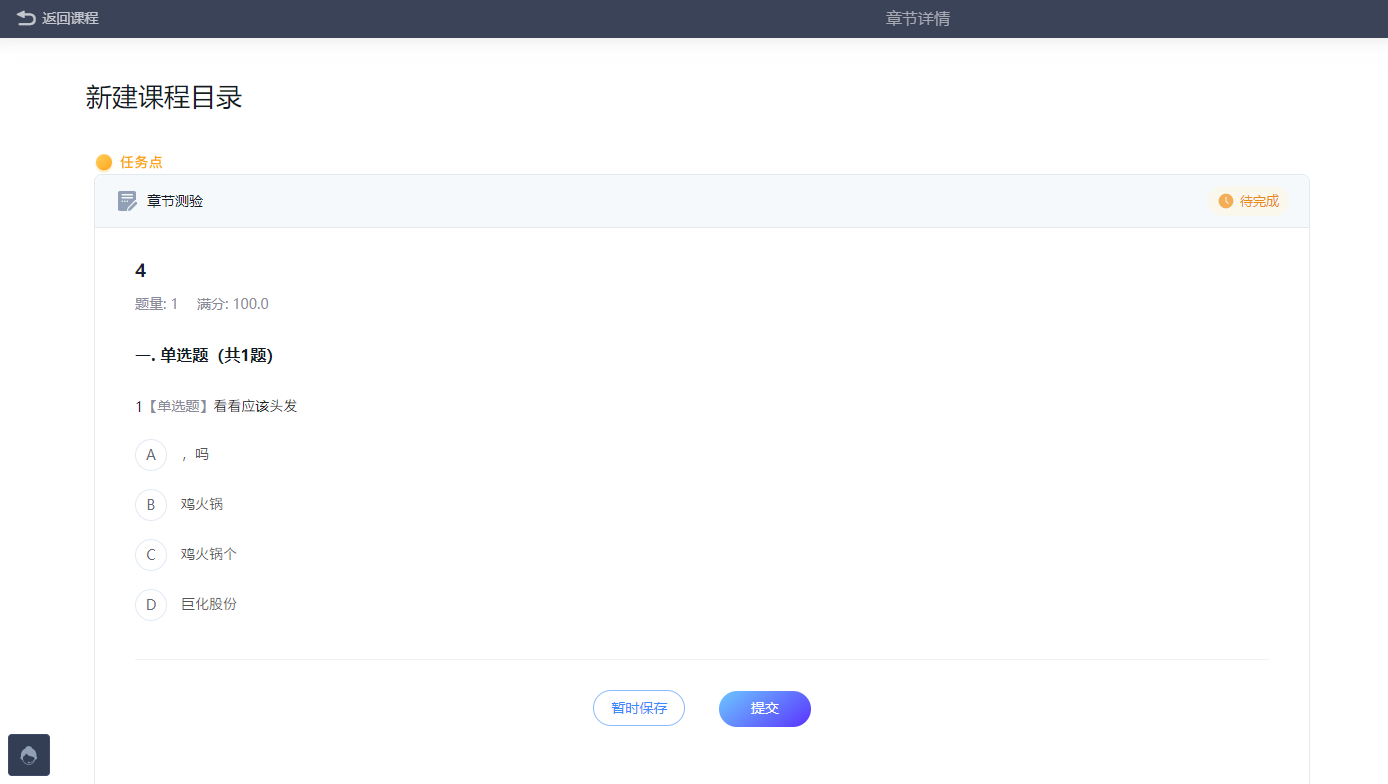 返回课程
章节详情
新建课程目录
任务点
章节测验
待完成
4
题量: 1 满分: 100.0
一. 单选题（共1题)
1【单选题】看看应该头发
A ，吗
B 鸡火锅
C 鸡火锅个
D 巨化股份
暂时保存 提交